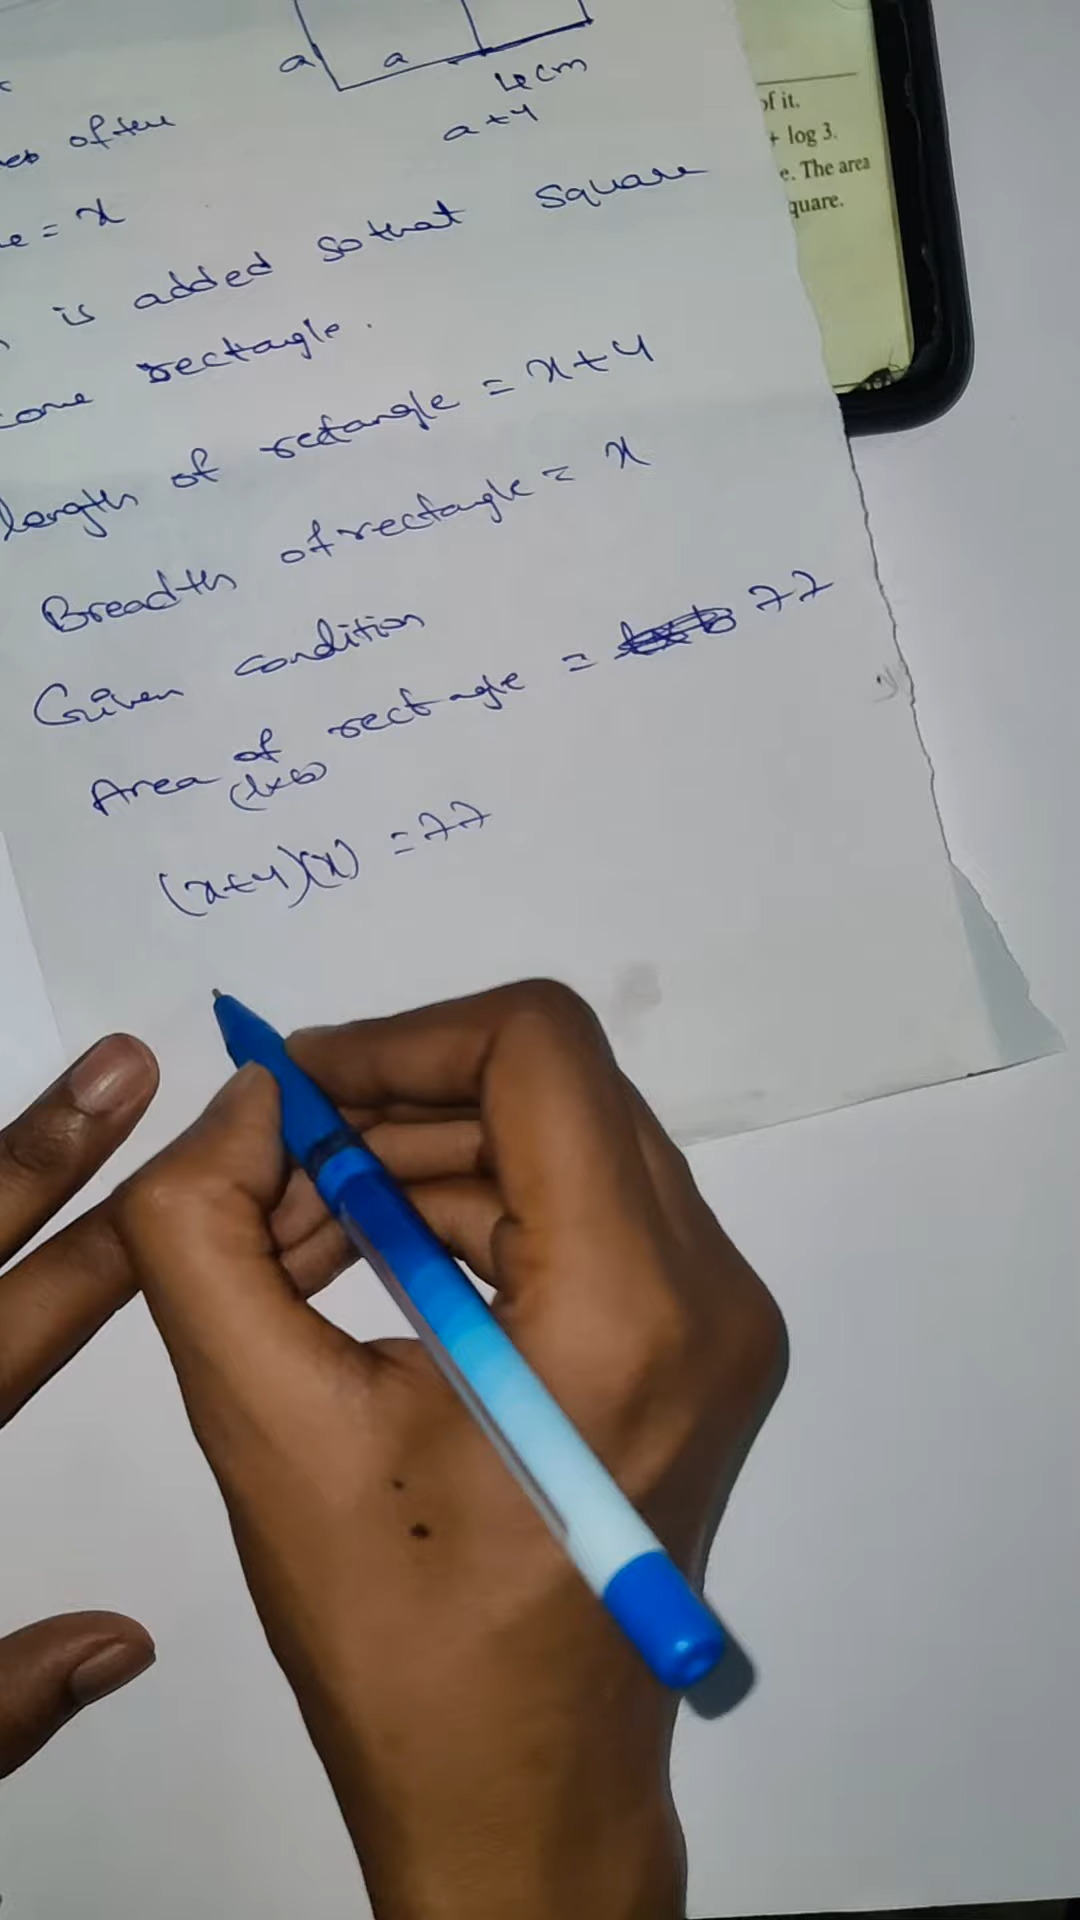 a
a
4cm
a+4
of the
= x
is added so that square
rectangle.
length of rectangle = x+4
Breadth of rectangle = x
Given condition
Area of rectangle = 77
(l×b)
(x+4)(x) = 77
of it.
+ log 3.
e. The area
quare.